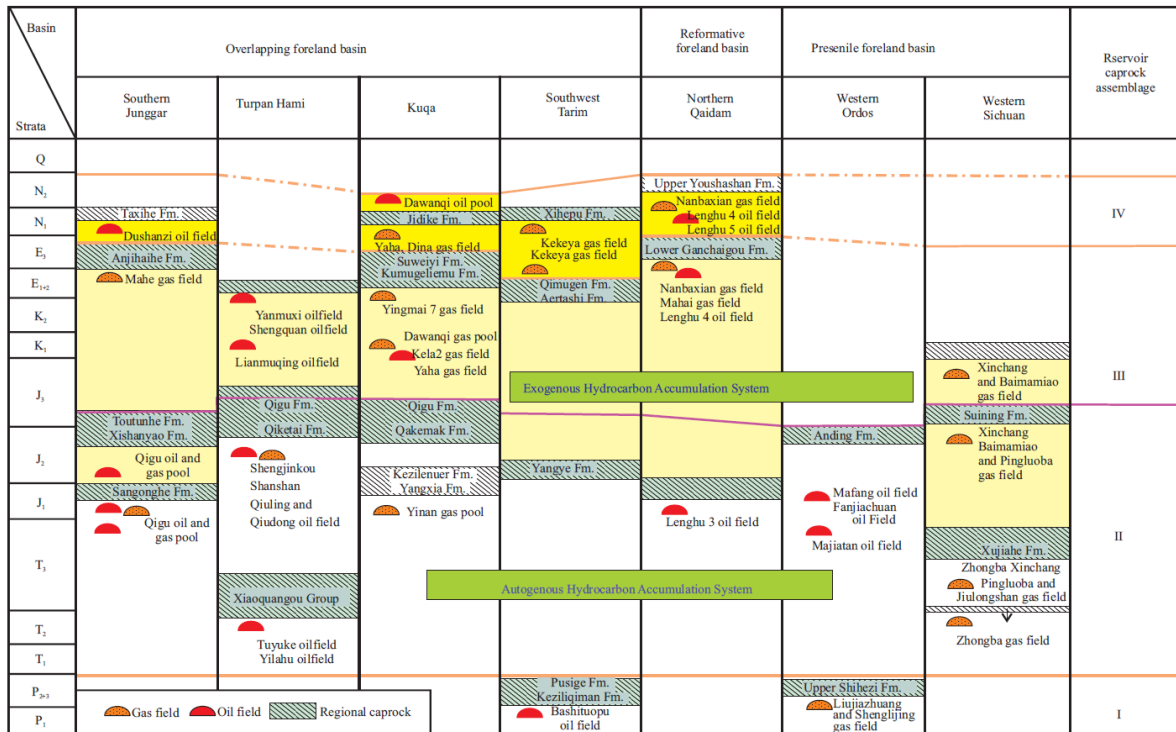 Basin
Strata
Overlapping foreland basin
Reformative
foreland basin
Presenile foreland basin
Rservoir
caprock
assemblage
Southern
Junggar
Turpan Hami
Kuqa
Southwest
Tarim
Northern
Qaidam
Western
Ordos
Western
Sichuan
Q
N2
N1
E3
E1+2
K2
K1
J3
J2
J1
T3
T2
T1
P2+3
P1
Taxihe Fm.
Dushanzi oil field
Anjihaihe Fm.
Mahe gas field
Toutunhe Fm.
Xishanyao Fm.
Qigu oil and
gas pool
Sangonghe Fm.
Qigu oil and
gas pool
Yanmuxi oilfield
Shengquan oilfield
Lianmuqing oilfield
Qigu Fm.
Qiketai Fm.
Shengjinkou
Shanshan
Qiuling and
Qiudong oil field
Xiaoquangou Group
Tuyuke oilfield
Yilahu oilfield
Dawanqi oil pool
Jidike Fm.
Yaha, Dina gas field
Suweiyi Fm.
Kumugeliemu Fm.
Yingmai 7 gas field
Dawanqi gas pool
Kela2 gas field
Yaha gas field
Qigu Fm.
Qakemak Fm.
Kezilenuer Fm.
Yangxia Fm.
Yinan gas pool
Xihepu Fm.
Kekeya gas field
Kekeya gas field
Qimugen Fm.
Aertashi Fm.
Exogenous Hydrocarbon Accumulation System
Yangye Fm.
Autogenous Hydrocarbon Accumulation System
Pusige Fm.
Keziliqiman Fm.
Bashituopu
oil field
Upper Youshashan Fm.
Nanbaxian gas field
Lenghu 4 oil field
Lenghu 5 oil field
Lower Ganchaigou Fm.
Nanbaxian gas field
Mahai gas field
Lenghu 4 oil field
Lenghu 3 oil field
Anding Fm.
Mafang oil field
Fanjiachuan
oil Field
Majiatan oil field
Upper Shihezi Fm.
Liujiazhuang
and Shenglijing
gas field
Xinchang
and Baimamiao
gas field
Suining Fm.
Xinchang
Baimamiao
and Pingluoba
gas field
Xujiahe Fm.
Zhongba Xinchang
Pingluoba and
Jiulongshan gas field
Zhongba gas field
IV
III
II
I
Gas field
Oil field
Regional caprock